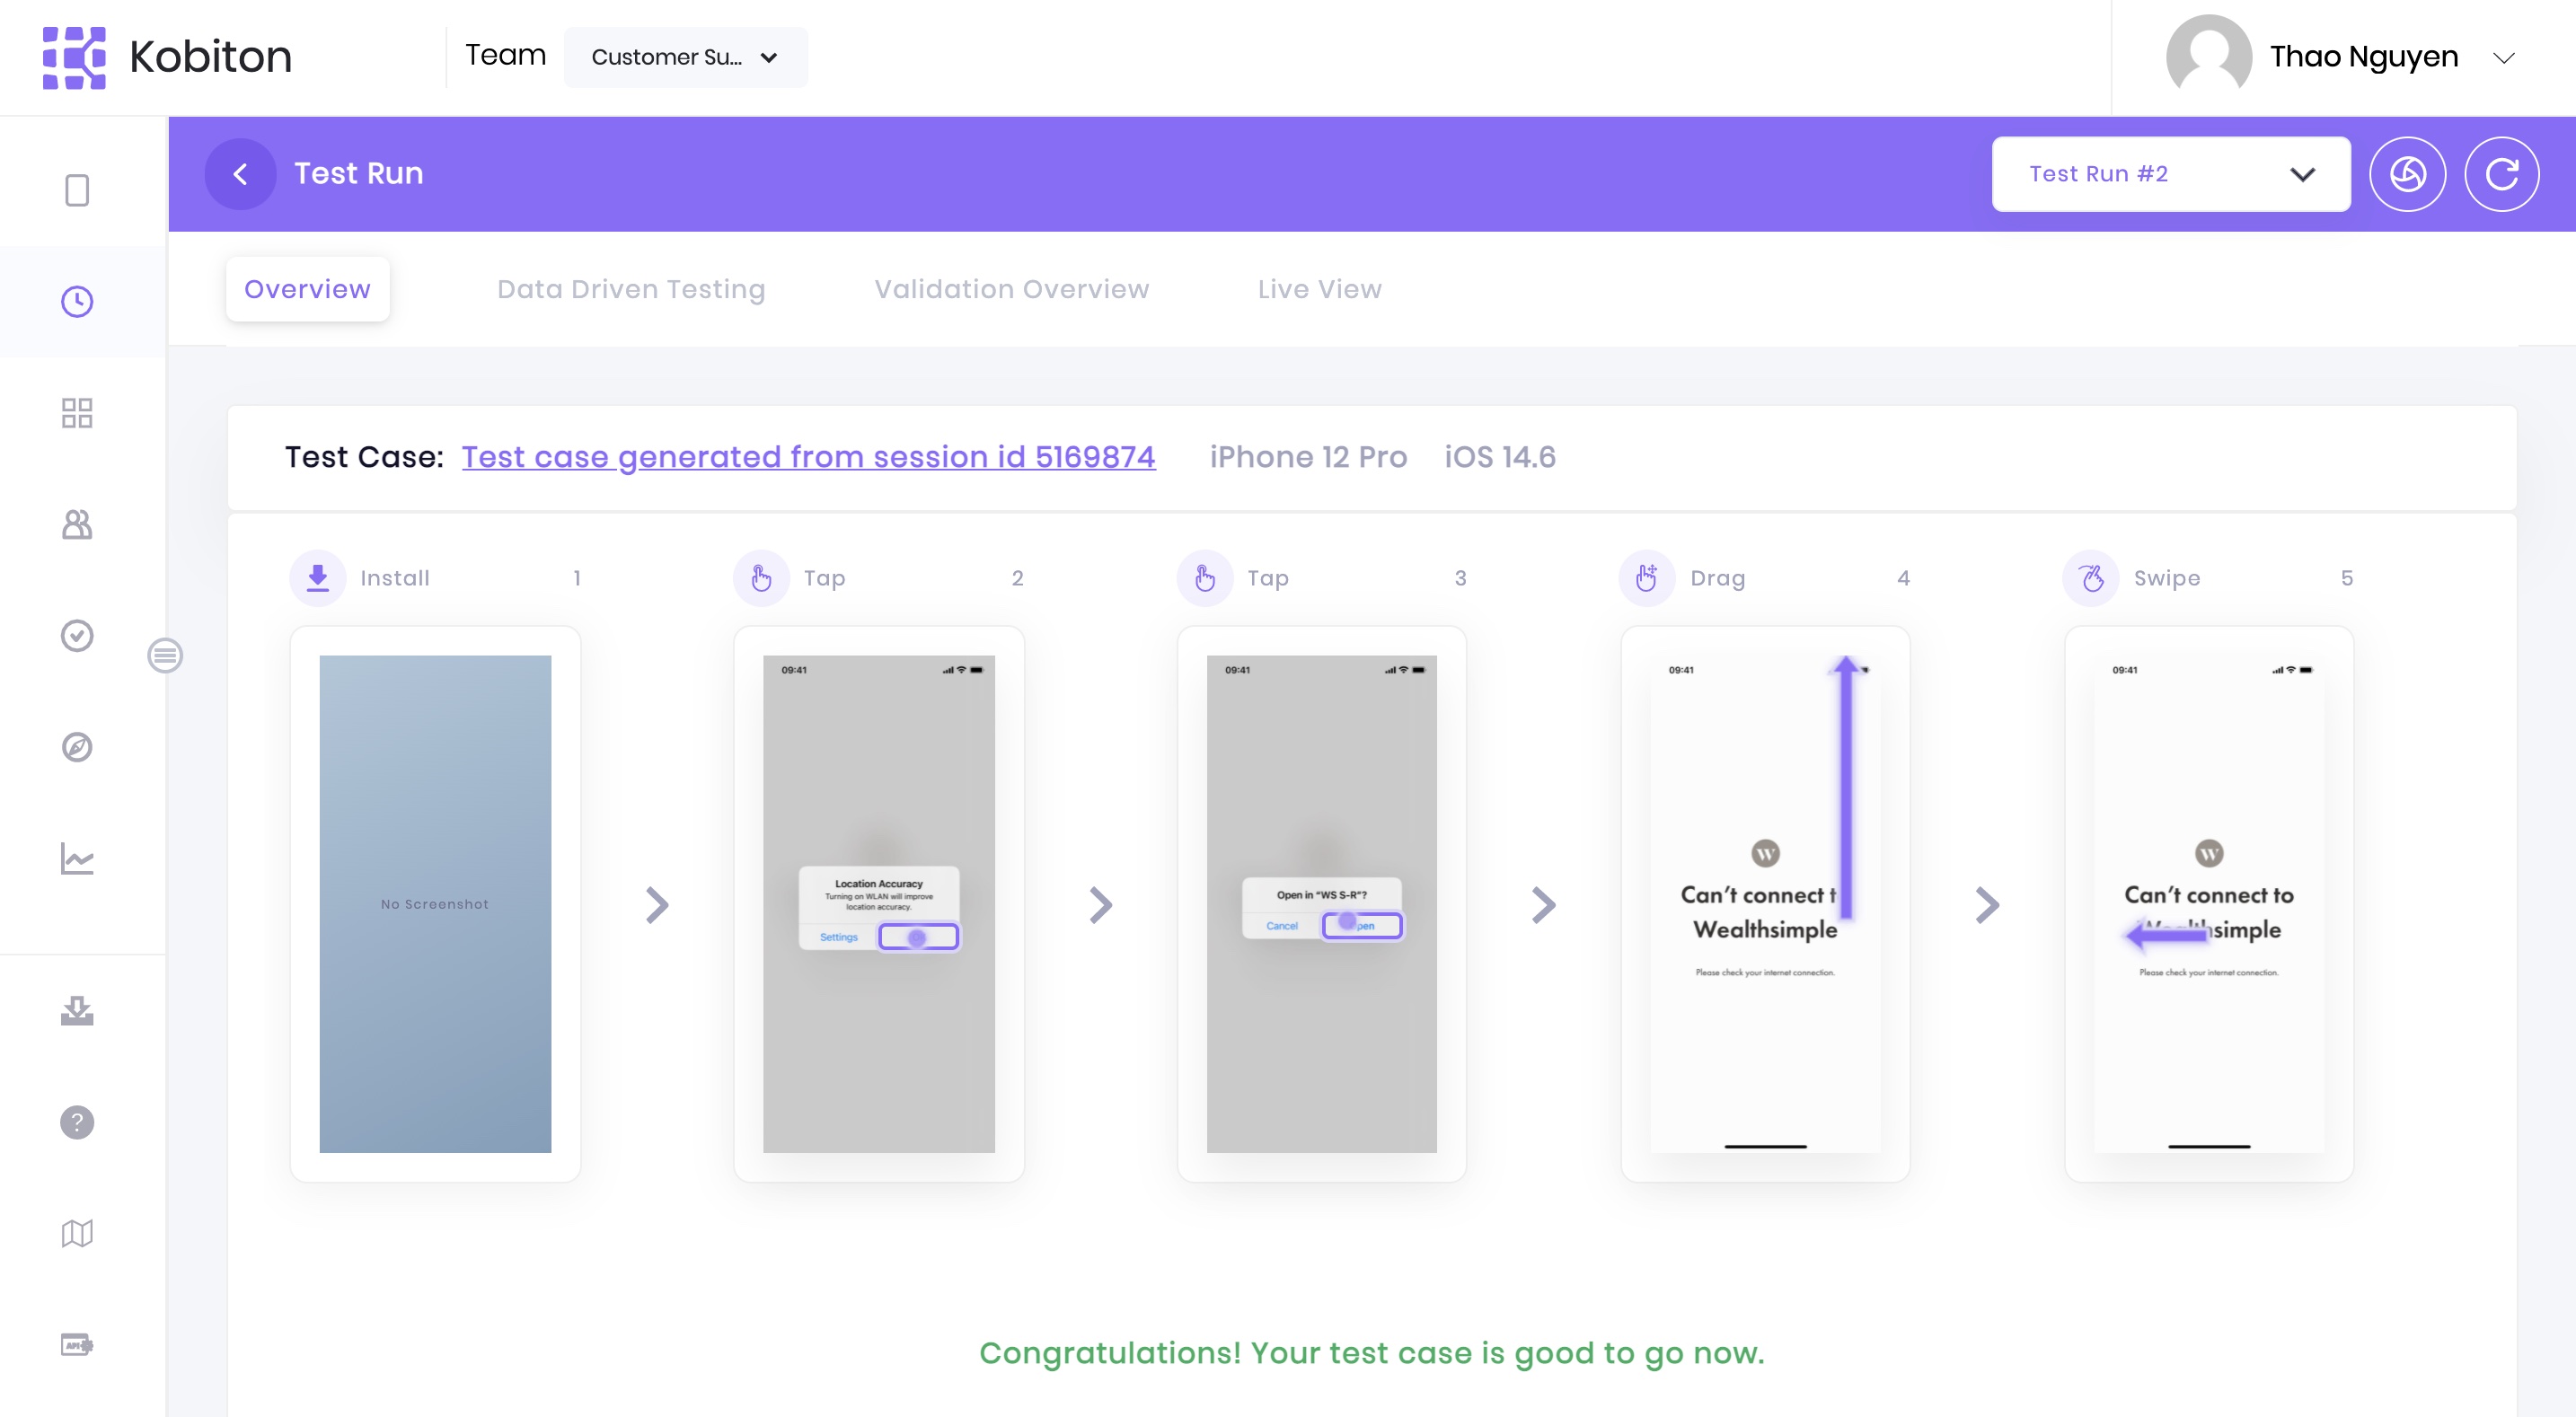 Kobiton
Team
Customer Su...
Thao Nguyen
Test Run
Test Run #2
Overview
Data Driven Testing
Validation Overview
Live View
Test Case: Test case generated from session id 5169874
iPhone 12 Pro
iOS 14.6
Install 1
Tap 2
Tap 3
Drag 4
Swipe 5
No Screenshot
09:41
Location Accuracy
Turning on WLAN will improve
location accuracy.
Settings
09:41
Open in “WS S-R”?
Cancel
pen
09:41
W
Can’t connect t
Wealthsimple
Please check your internet connection.
09:41
W
Can’t connect to
Wealthsimple
Please check your internet connection.
?
API
Congratulations! Your test case is good to go now.